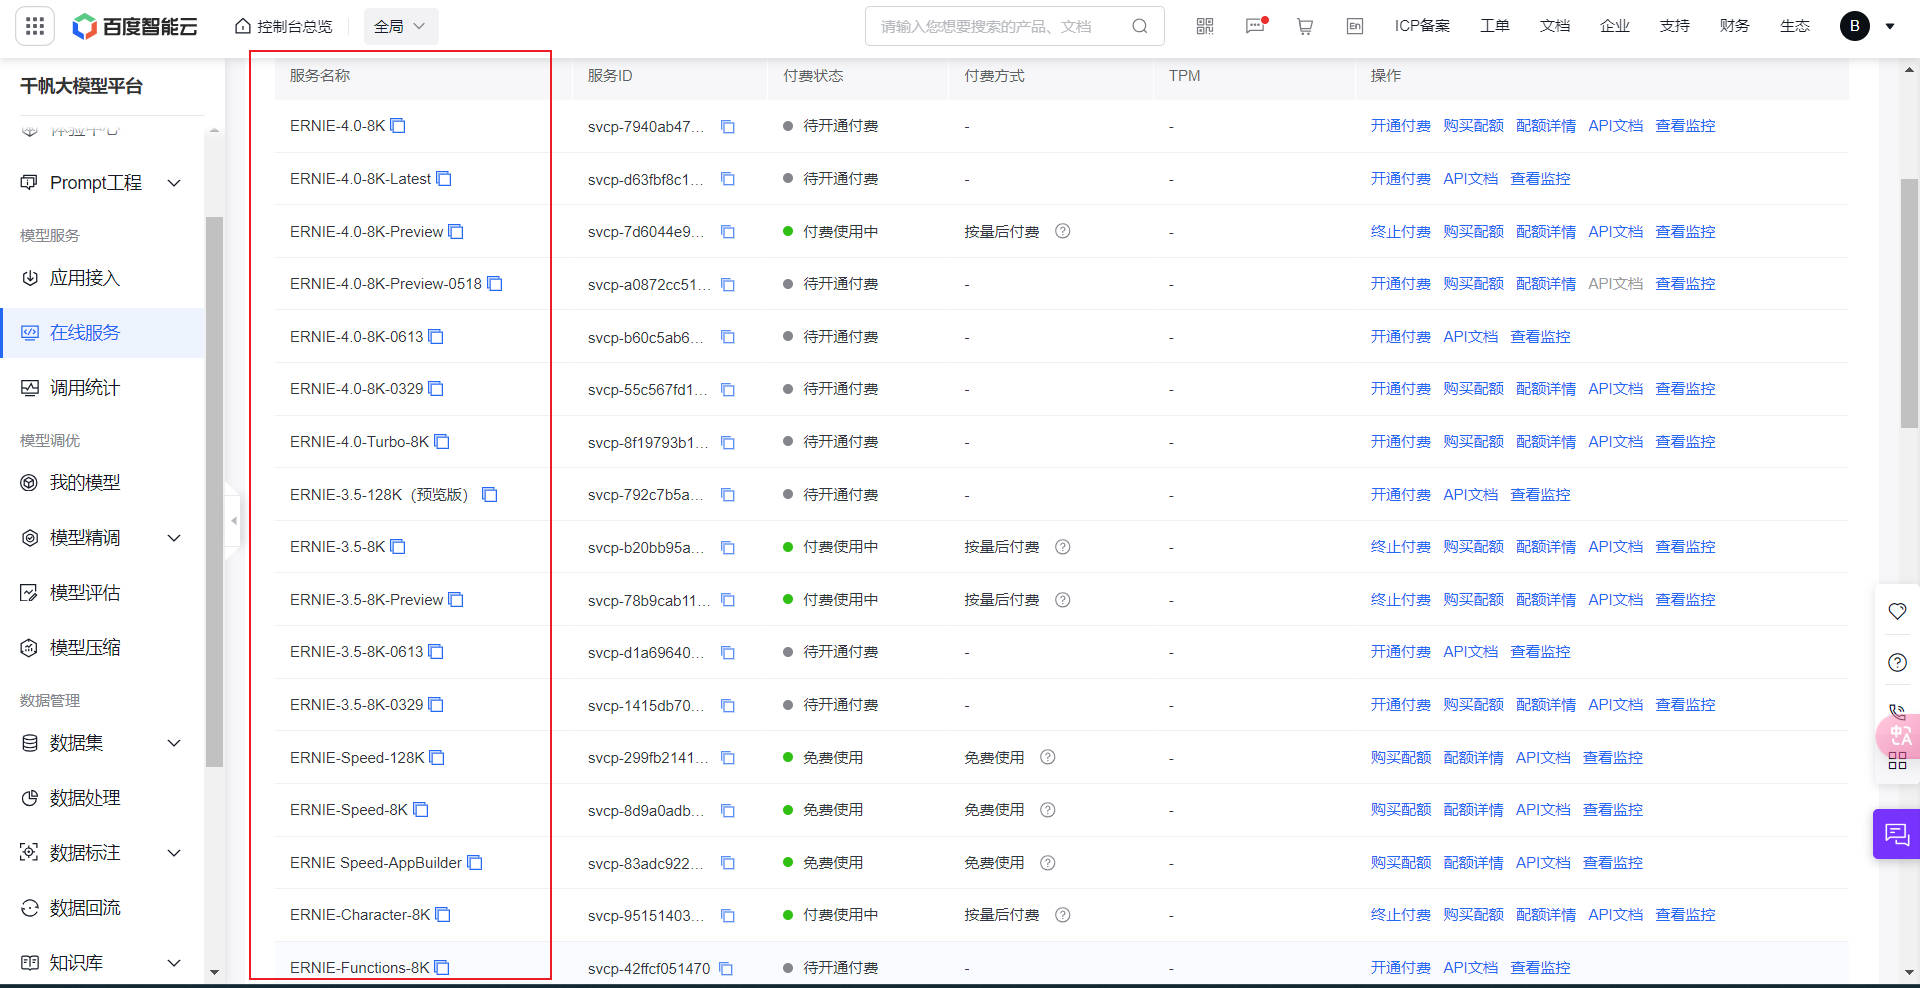 百度智能云 控制台总览 全局 请输入您想要搜索的产品、文档 En ICP备案 工单 文档 企业 支持 财务 生态 B
千帆大模型平台
体验中心
Prompt工程
模型服务
应用接入
在线服务
调用统计
模型调优
我的模型
模型精调
模型评估
模型压缩
数据管理
数据集
数据处理
数据标注
数据回流
知识库
服务名称 服务ID 付费状态 付费方式 TPM 操作
ERNIE-4.0-8K svcp-7940ab47... 待开通付费 - - 开通付费 购买配额 配额详情 API文档 查看监控
ERNIE-4.0-8K-Latest svcp-d63fbf8c1... 待开通付费 - - 开通付费 API文档 查看监控
ERNIE-4.0-8K-Preview svcp-7d6044e9... 付费使用中 按量后付费 - 终止付费 购买配额 配额详情 API文档 查看监控
ERNIE-4.0-8K-Preview-0518 svcp-a0872cc51... 待开通付费 - - 开通付费 购买配额 配额详情 API文档 查看监控
ERNIE-4.0-8K-0613 svcp-b60c5ab6... 待开通付费 - - 开通付费 API文档 查看监控
ERNIE-4.0-8K-0329 svcp-55c567fd1... 待开通付费 - - 开通付费 购买配额 配额详情 API文档 查看监控
ERNIE-4.0-Turbo-8K svcp-8f19793b1... 待开通付费 - - 开通付费 购买配额 配额详情 API文档 查看监控
ERNIE-3.5-128K（预览版） svcp-792c7b5a... 待开通付费 - - 开通付费 API文档 查看监控
ERNIE-3.5-8K svcp-b20bb95a... 付费使用中 按量后付费 - 终止付费 购买配额 配额详情 API文档 查看监控
ERNIE-3.5-8K-Preview svcp-78b9cab11... 付费使用中 按量后付费 - 终止付费 购买配额 配额详情 API文档 查看监控
ERNIE-3.5-8K-0613 svcp-d1a69640... 待开通付费 - - 开通付费 API文档 查看监控
ERNIE-3.5-8K-0329 svcp-1415db70... 待开通付费 - - 开通付费 购买配额 配额详情 API文档 查看监控
ERNIE-Speed-128K svcp-299fb2141... 免费使用 免费使用 - 购买配额 配额详情 API文档 查看监控
ERNIE-Speed-8K svcp-8d9a0adb... 免费使用 免费使用 - 购买配额 配额详情 API文档 查看监控
ERNIE Speed-AppBuilder svcp-83adc922... 免费使用 免费使用 - 购买配额 配额详情 API文档 查看监控
ERNIE-Character-8K svcp-95151403... 付费使用中 按量后付费 - 终止付费 购买配额 配额详情 API文档 查看监控
ERNIE-Functions-8K svcp-42ffcf051470 待开通付费 - - 开通付费 API文档 查看监控
中A